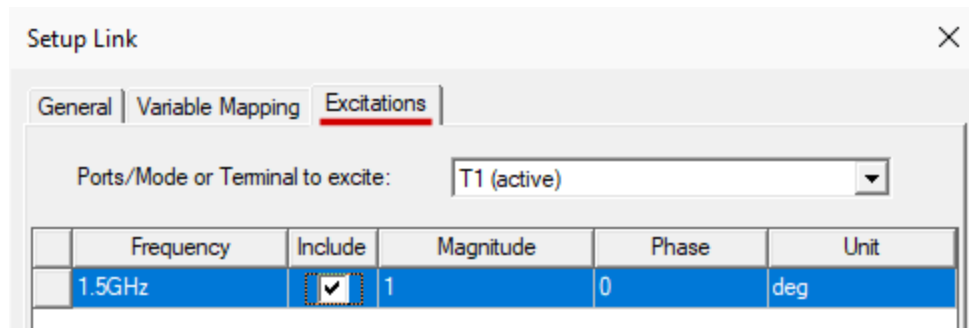 Setup Link
General Variable Mapping Excitations
Ports/Mode or Terminal to excite: T1 (active)
Frequency Include Magnitude Phase Unit
1.5GHz 1 0 deg